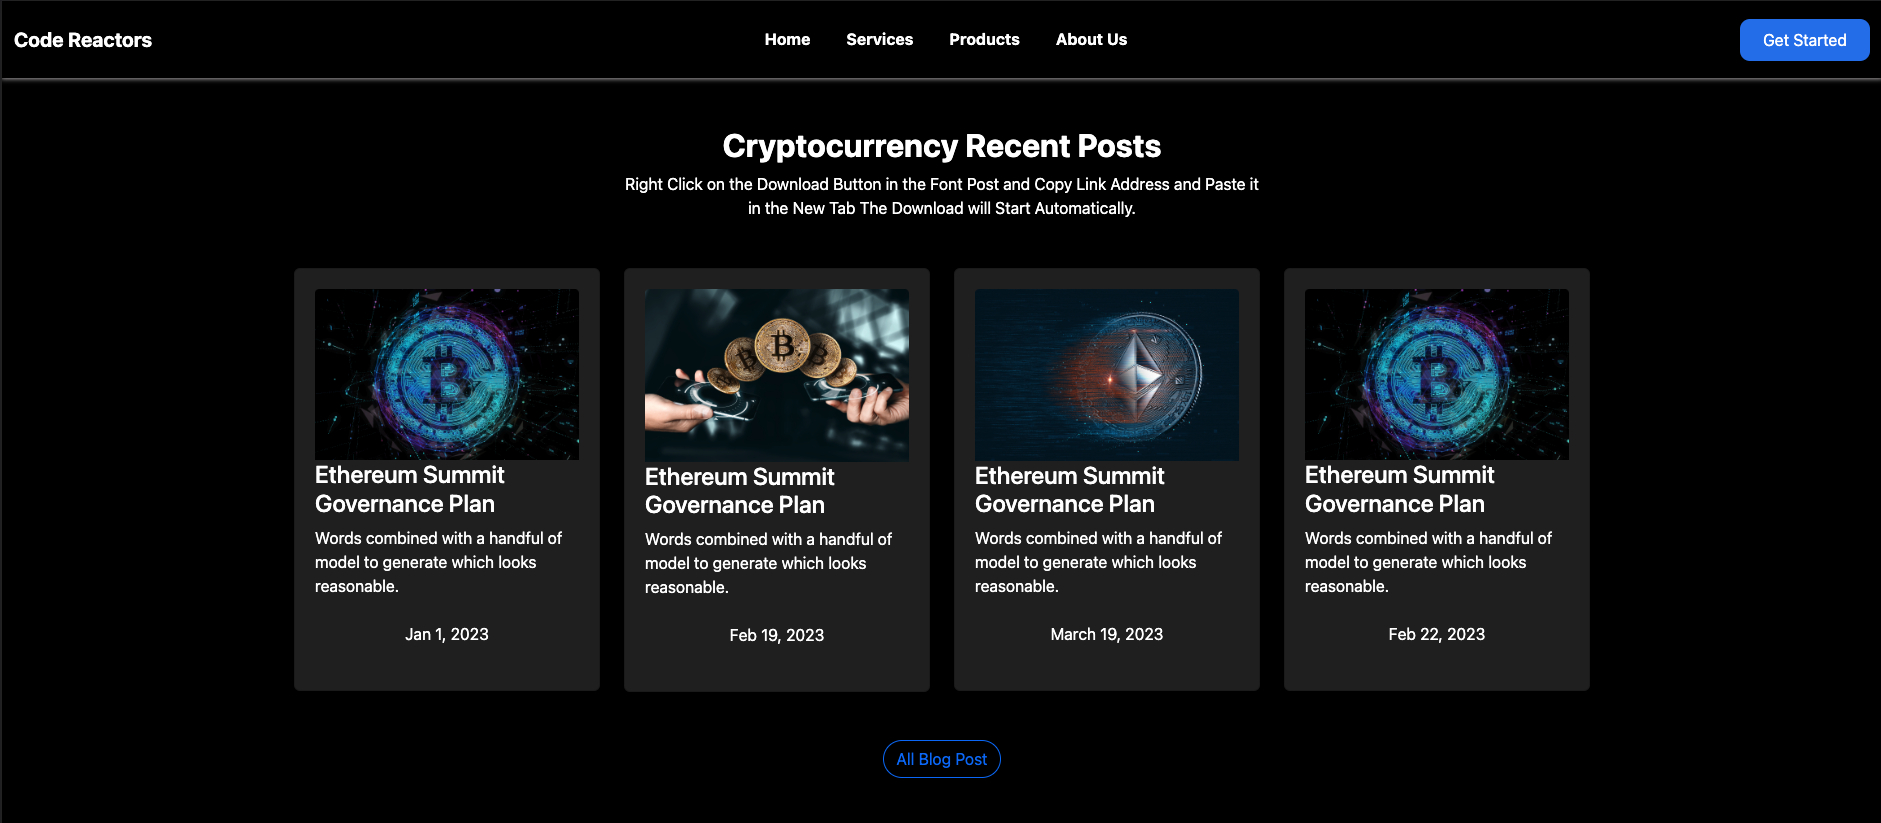 Code Reactors
Home
Services
Products
About Us
Get Started
Cryptocurrency Recent Posts
Right Click on the Download Button in the Font Post and Copy Link Address and Paste it
in the New Tab The Download will Start Automatically.
Ethereum Summit
Governance Plan
Words combined with a handful of
model to generate which looks
reasonable.
Jan 1, 2023
Ethereum Summit
Governance Plan
Words combined with a handful of
model to generate which looks
reasonable.
Feb 19, 2023
Ethereum Summit
Governance Plan
Words combined with a handful of
model to generate which looks
reasonable.
March 19, 2023
Ethereum Summit
Governance Plan
Words combined with a handful of
model to generate which looks
reasonable.
Feb 22, 2023
All Blog Post